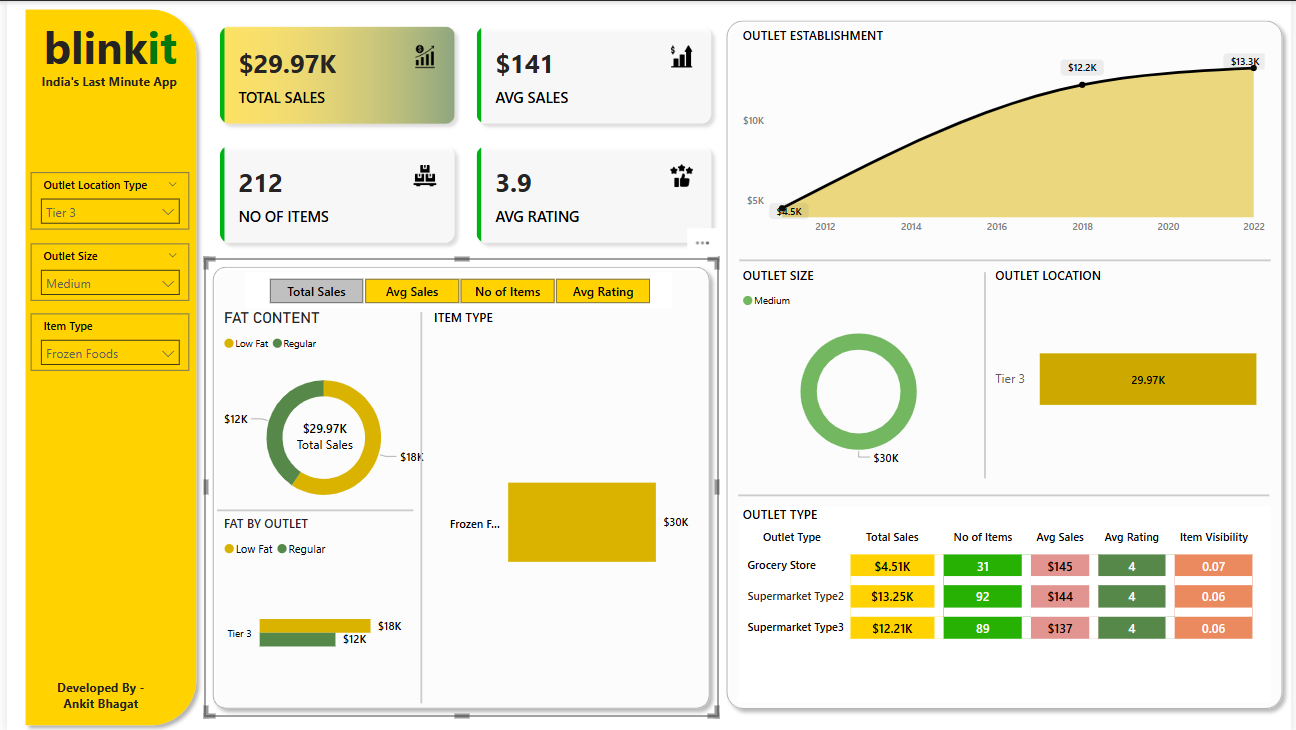 blinkit
India's Last Minute App
Outlet Location Type
Tier 3
Outlet Size
Medium
Item Type
Frozen Foods
Developed By -
Ankit Bhagat
$29.97K
TOTAL SALES
$141
AVG SALES
212
NO OF ITEMS
3.9
AVG RATING
Total Sales
Avg Sales
No of Items
Avg Rating
FAT CONTENT
Low Fat
Regular
$12K
$29.97K
Total Sales
$18K
FAT BY OUTLET
Low Fat
Regular
Tier 3
$18K
$12K
ITEM TYPE
Frozen F...
$30K
OUTLET ESTABLISHMENT
$10K
$5K
$4.5K
$12.2K
$13.3K
2012 2014 2016 2018 2020 2022
OUTLET SIZE
Medium
$30K
OUTLET LOCATION
Tier 3
29.97K
OUTLET TYPE
Outlet Type Total Sales No of Items Avg Sales Avg Rating Item Visibility
Grocery Store $4.51K 31 $145 4 0.07
Supermarket Type2 $13.25K 92 $144 4 0.06
Supermarket Type3 $12.21K 89 $137 4 0.06